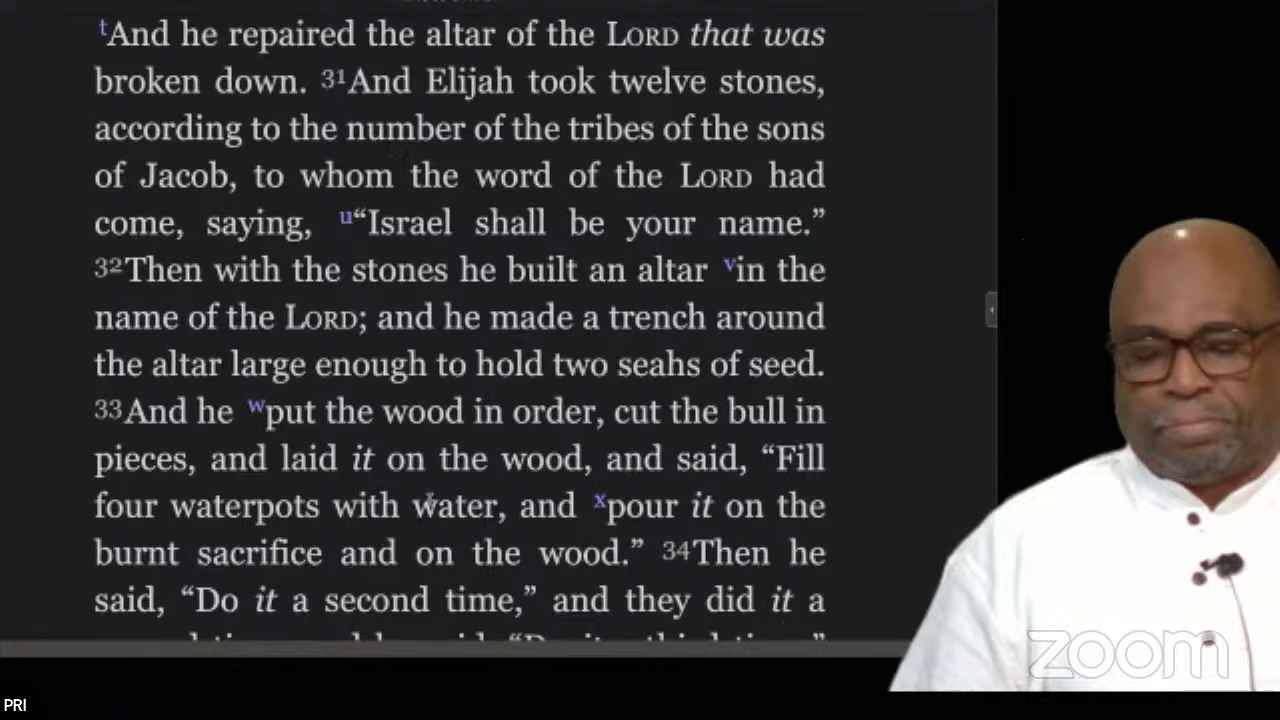 tAnd he repaired the altar of the LORD that was
broken down. 31And Elijah took twelve stones,
according to the number of the tribes of the sons
of Jacob, to whom the word of the LORD had
come, saying, u“Israel shall be your name.”
32Then with the stones he built an altar vin the
name of the LORD; and he made a trench around
the altar large enough to hold two seahs of seed.
33And he wput the wood in order, cut the bull in
pieces, and laid it on the wood, and said, “Fill
four waterpots with water, and xpour it on the
burnt sacrifice and on the wood.” 34Then he
said, “Do it a second time,” and they did it a
zoom
PRI